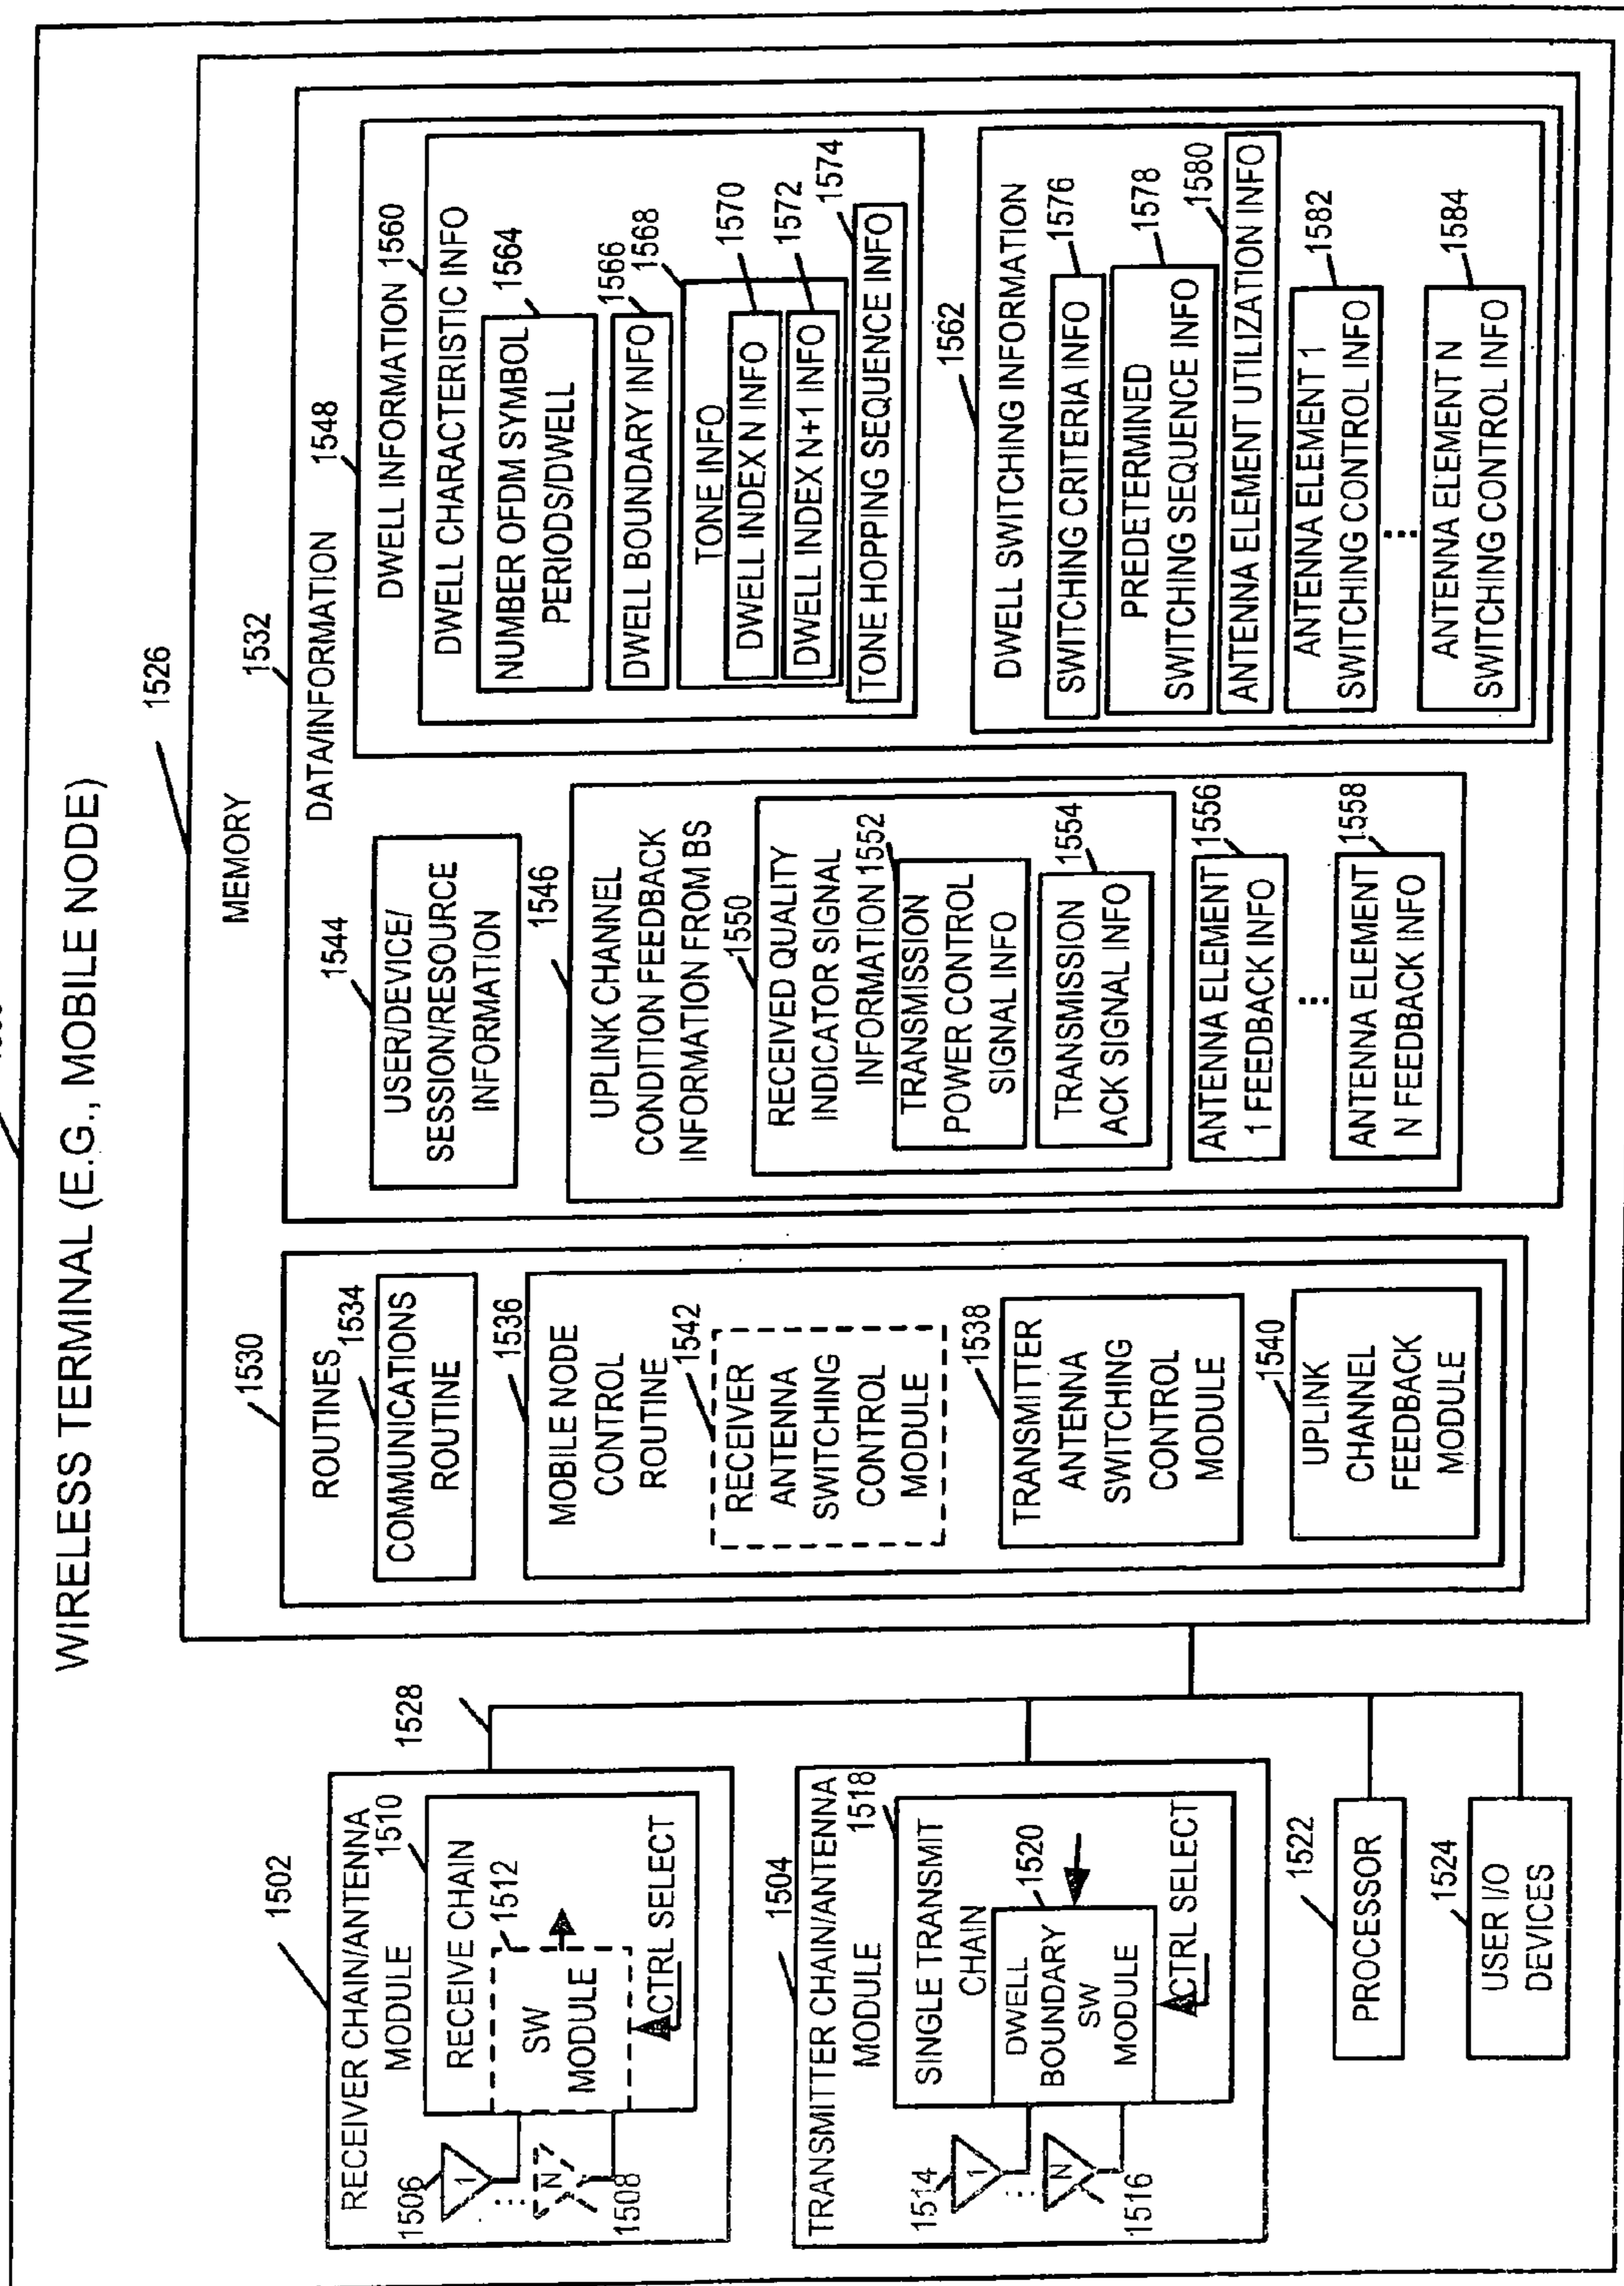 WIRELESS TERMINAL (E.G., MOBILE NODE)
1502
RECEIVER CHAIN/ANTENNA
MODULE
1510
RECEIVE CHAIN
1512
SW
MODULE
CTRL SELECT
1506
1
N
1508
1528
1504
TRANSMITTER CHAIN/ANTENNA
MODULE
1518
SINGLE TRANSMIT
CHAIN
1520
DWELL
BOUNDARY
SW
MODULE
CTRL SELECT
1514
1
N
1516
1522
PROCESSOR
1524
USER I/O
DEVICES
1526
MEMORY
1530
ROUTINES
1534
COMMUNICATIONS
ROUTINE
1536
MOBILE NODE
CONTROL
ROUTINE
1542
RECEIVER
ANTENNA
SWITCHING
CONTROL
MODULE
1538
TRANSMITTER
ANTENNA
SWITCHING
CONTROL
MODULE
1540
UPLINK
CHANNEL
FEEDBACK
MODULE
1532
DATA/INFORMATION
1544
USER/DEVICE/
SESSION/RESOURCE
INFORMATION
1546
UPLINK CHANNEL
CONDITION FEEDBACK
INFORMATION FROM BS
1550
RECEIVED QUALITY
INDICATOR SIGNAL
INFORMATION 1552
TRANSMISSION
POWER CONTROL
SIGNAL INFO
1554
TRANSMISSION
ACK SIGNAL INFO
1556
ANTENNA ELEMENT
1 FEEDBACK INFO
1558
ANTENNA ELEMENT
N FEEDBACK INFO
1548
DWELL INFORMATION 1560
DWELL CHARACTERISTIC INFO
1564
NUMBER OFDM SYMBOL
PERIODS/DWELL
1566
DWELL BOUNDARY INFO
1568
TONE INFO
1570
DWELL INDEX N INFO
1572
DWELL INDEX N+1 INFO
1574
TONE HOPPING SEQUENCE INFO
1562
DWELL SWITCHING INFORMATION
1576
SWITCHING CRITERIA INFO
1578
PREDETERMINED
SWITCHING SEQUENCE INFO
1580
ANTENNA ELEMENT UTILIZATION INFO
1582
ANTENNA ELEMENT 1
SWITCHING CONTROL INFO
1584
ANTENNA ELEMENT N
SWITCHING CONTROL INFO